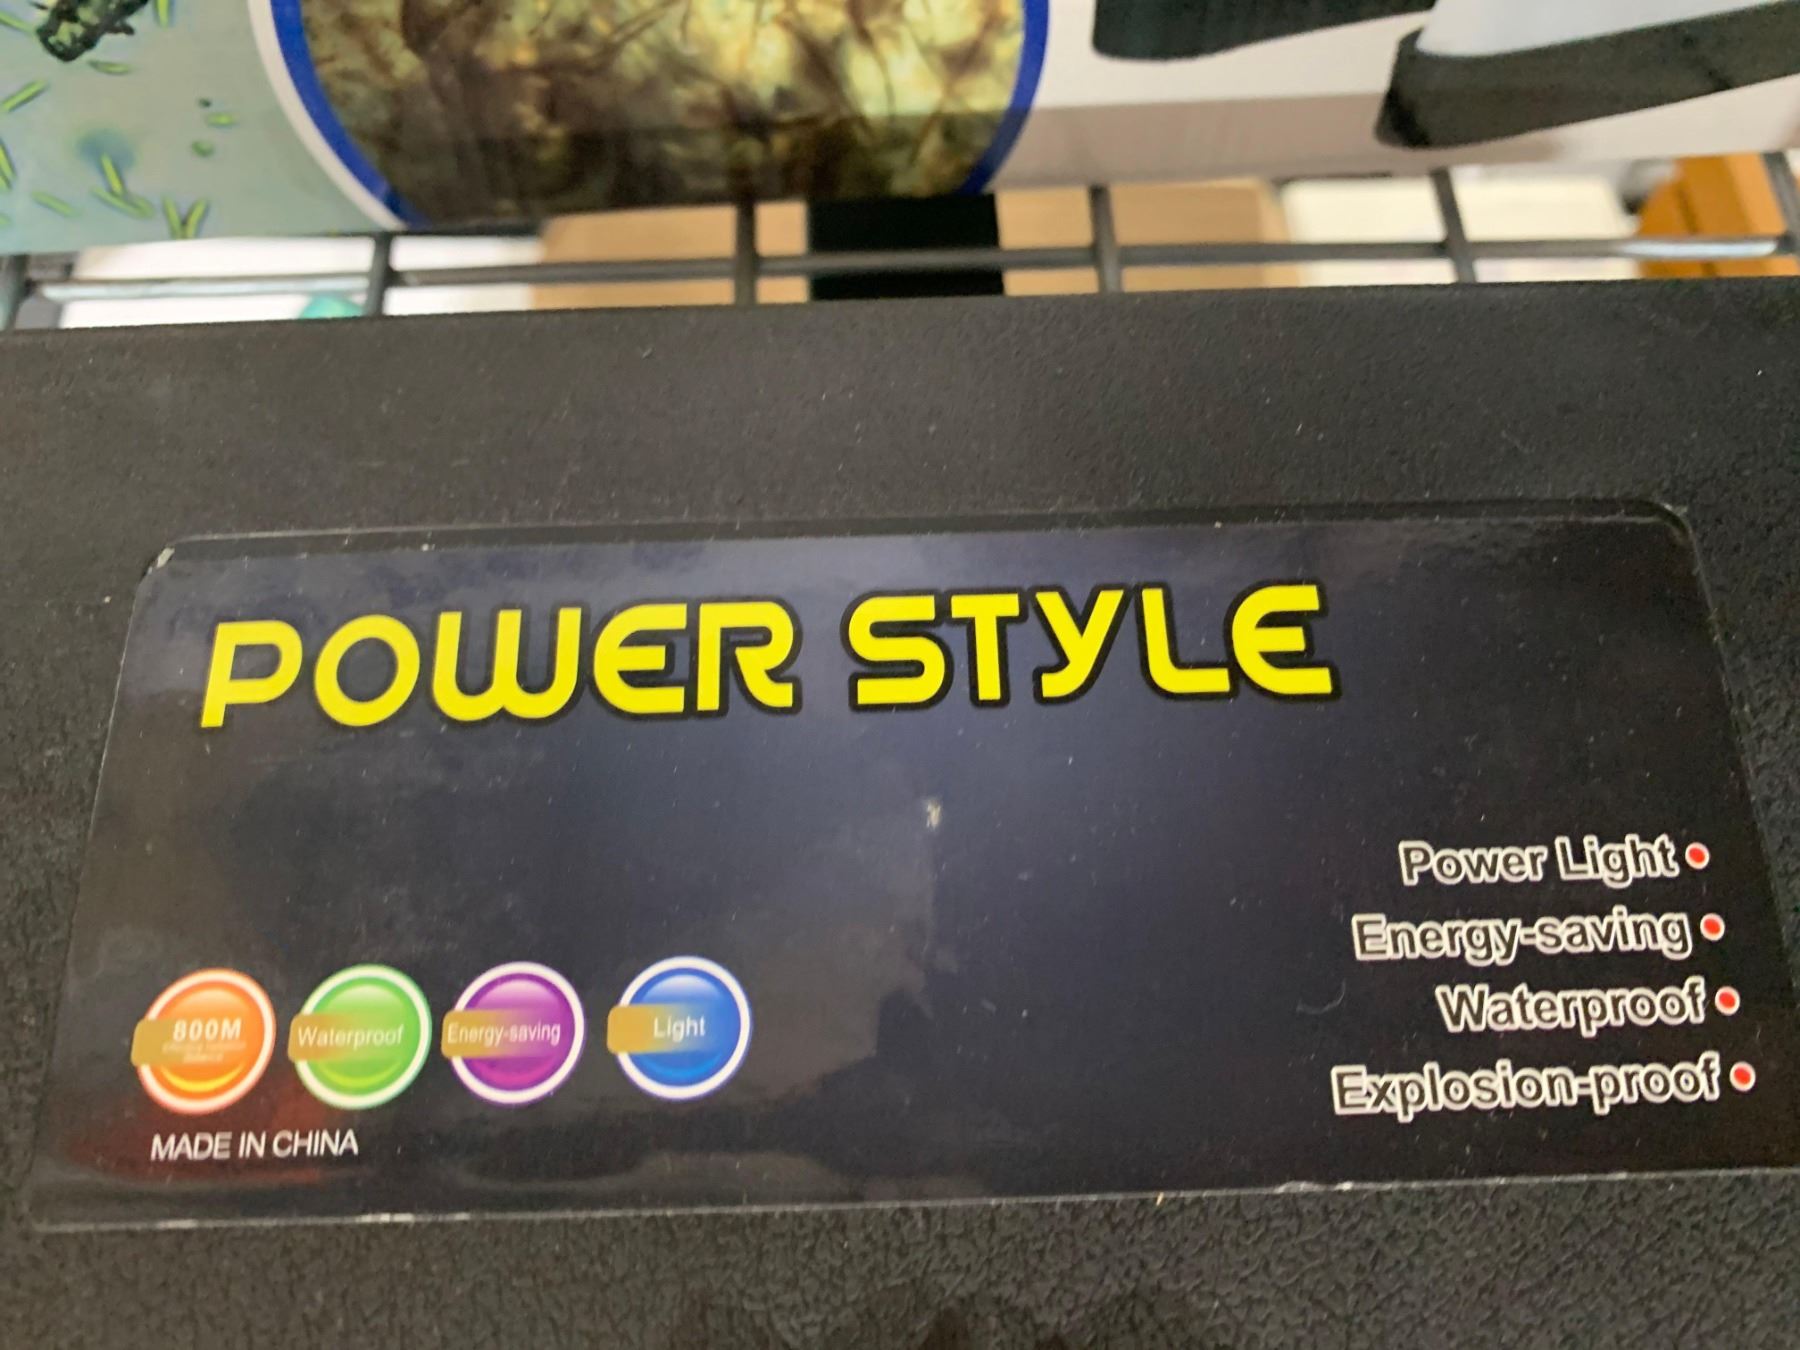 POWER STYLE
Power Light
Energy-saving
Waterproof
Explosion-proof
800M
Waterproof
Energy-saving
Light
MADE IN CHINA